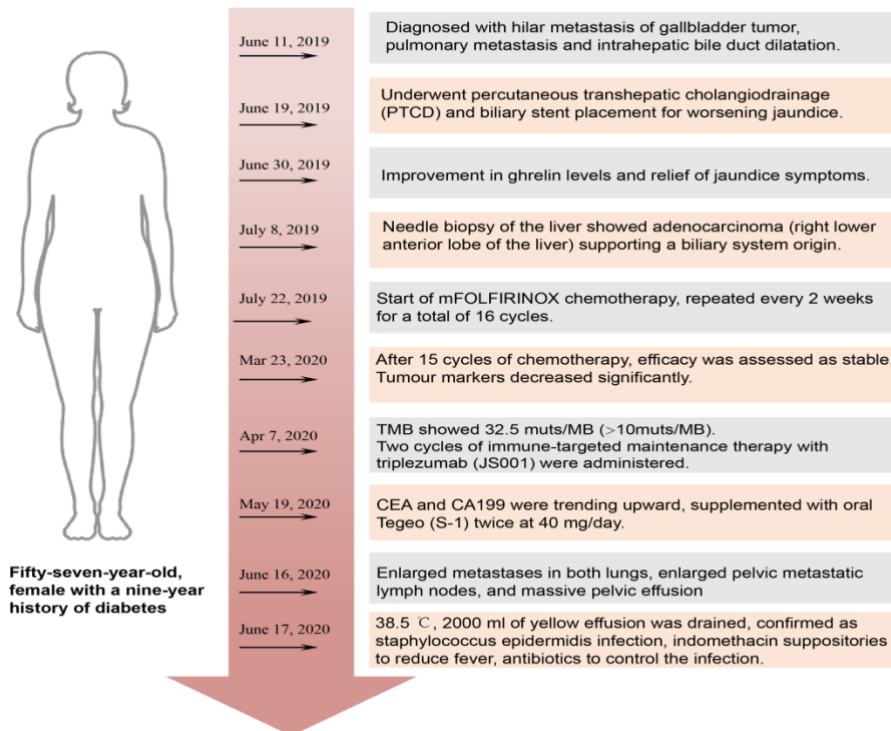 June 11, 2019
Diagnosed with hilar metastasis of gallbladder tumor,
pulmonary metastasis and intrahepatic bile duct dilatation.
June 19, 2019
Underwent percutaneous transhepatic cholangiodrainage
(PTCD) and biliary stent placement for worsening jaundice.
June 30, 2019
Improvement in ghrelin levels and relief of jaundice symptoms.
July 8, 2019
Needle biopsy of the liver showed adenocarcinoma (right lower
anterior lobe of the liver) supporting a biliary system origin.
July 22, 2019
Start of mFOLFIRINOX chemotherapy, repeated every 2 weeks
for a total of 16 cycles.
Mar 23, 2020
After 15 cycles of chemotherapy, efficacy was assessed as stable.
Tumour markers decreased significantly.
Apr 7, 2020
TMB showed 32.5 muts/MB (>10muts/MB).
Two cycles of immune-targeted maintenance therapy with
triplezumab (JS001) were administered.
May 19, 2020
CEA and CA199 were trending upward, supplemented with oral
Tegeo (S-1) twice at 40 mg/day.
June 16, 2020
Enlarged metastases in both lungs, enlarged pelvic metastatic
lymph nodes, and massive pelvic effusion
June 17, 2020
38.5 ℃, 2000 ml of yellow effusion was drained, confirmed as
staphylococcus epidermidis infection, indomethacin suppositories
to reduce fever, antibiotics to control the infection.
Fifty-seven-year-old,
female with a nine-year
history of diabetes